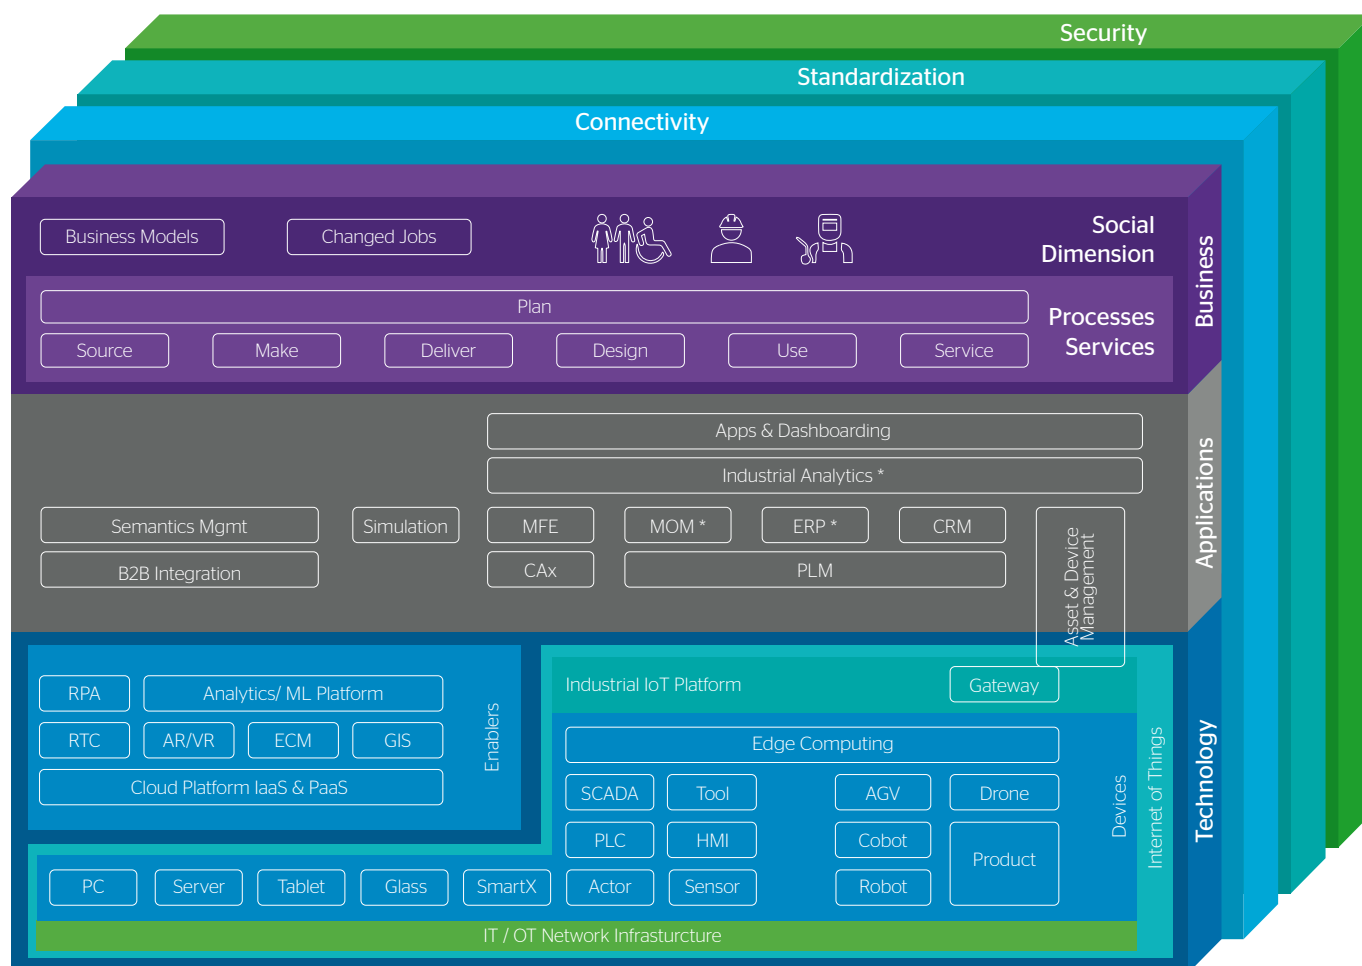 Security
Standardization
Connectivity
Business Models
Changed Jobs
Social
Dimension
Business
Plan
Processes
Services
Source
Make
Deliver
Design
Use
Service
Apps & Dashboarding
Industrial Analytics *
Applications
Semantics Mgmt
Simulation
MFE
MOM *
ERP *
CRM
Asset & Device
Management
B2B Integration
CAx
PLM
RPA
Analytics/ ML Platform
RTC
AR/VR
ECM
GIS
Cloud Platform IaaS & PaaS
Enablers
Industrial IoT Platform
Gateway
Edge Computing
SCADA
Tool
AGV
Drone
PLC
HMI
Cobot
Product
PC
Server
Tablet
Glass
SmartX
Actor
Sensor
Robot
Devices
Internet of Things
Technology
IT / OT Network Infrasturcture